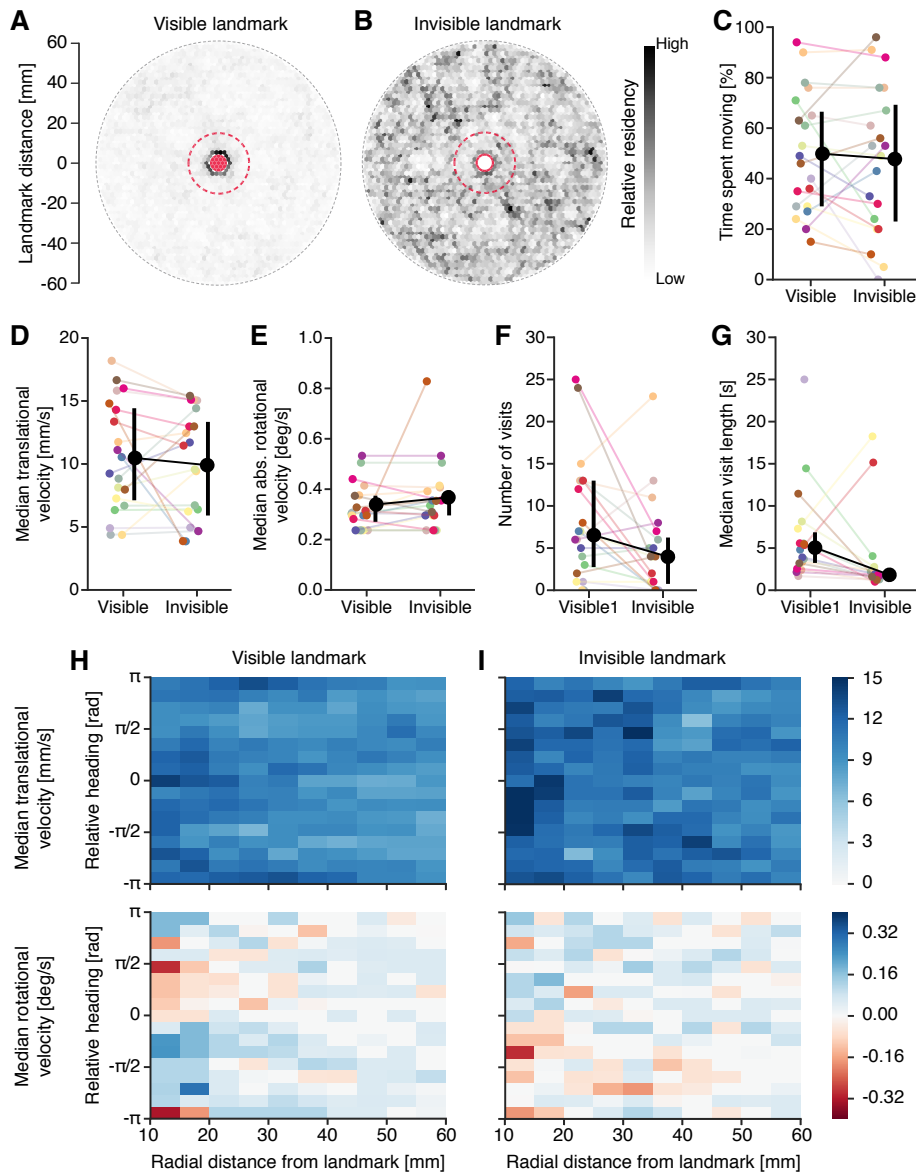 A
Visible landmark
B
Invisible landmark
C
Landmark distance [mm]
60
40
20
0
-20
-40
-60
High
Relative residency
Low
Time spent moving [%]
100
80
60
40
20
0
Visible
Invisible
D
Median translational
velocity [mm/s]
20
15
10
5
0
Visible
Invisible
E
Median abs. rotational
velocity [deg/s]
1.0
0.8
0.6
0.4
0.2
0.0
Visible
Invisible
F
Number of visits
30
25
20
15
10
5
0
Visible1
Invisible
G
Median visit length [s]
30
25
20
15
10
5
0
Visible1
Invisible
H
Visible landmark
I
Invisible landmark
Median translational
velocity [mm/s]
Relative heading [rad]
π
π/2
0
-π/2
-π
15
12
9
6
3
0
Median rotational
velocity [deg/s]
Relative heading [rad]
π
π/2
0
-π/2
-π
0.32
0.16
0.00
-0.16
-0.32
10 20 30 40 50 60
Radial distance from landmark [mm]
10 20 30 40 50 60
Radial distance from landmark [mm]